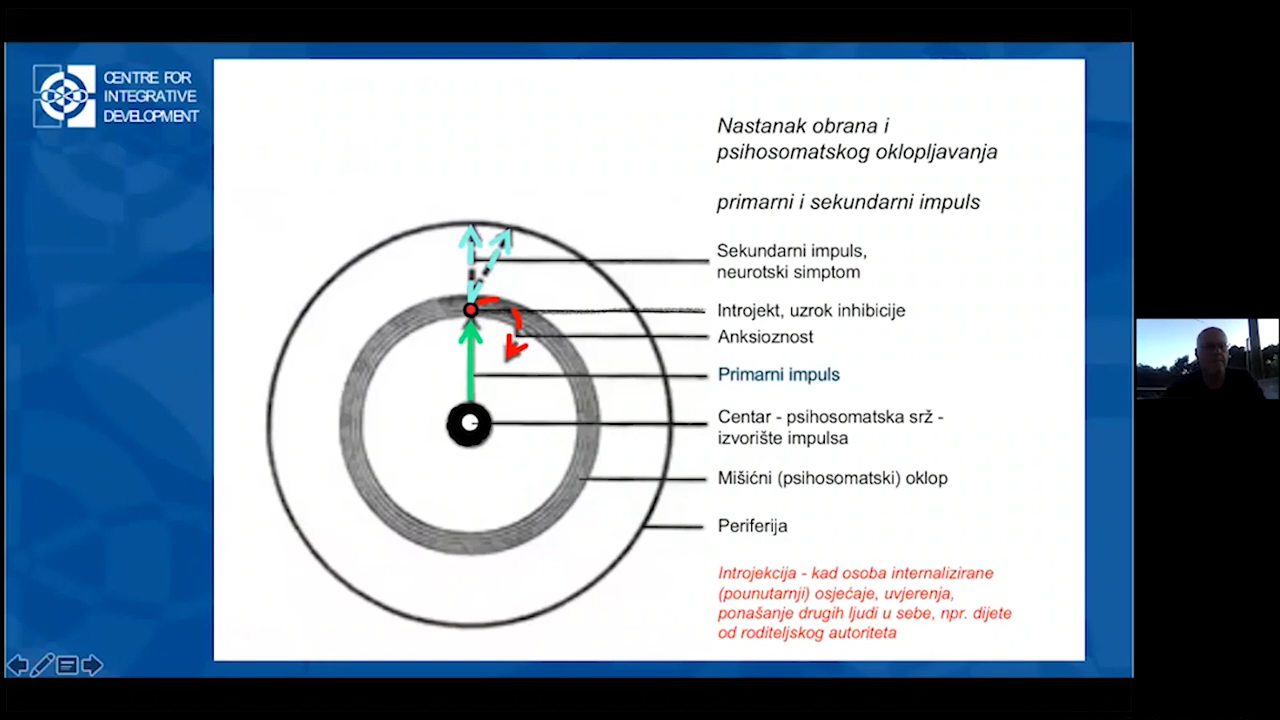 CENTRE FOR
INTEGRATIVE
DEVELOPMENT
Nastanak obrana i
psihosomatskog oklopljavanja
primarni i sekundarni impuls
Sekundarni impuls,
neurotski simptom
Introjekt, uzrok inhibicije
Anksioznost
Primarni impuls
Centar - psihosomatska srž -
izvorište impulsa
Mišićni (psihosomatski) oklop
Periferija
Introjekcija - kad osoba internalizirane
(pounutarnji) osjećaje, uvjerenja,
ponašanje drugih ljudi u sebe, npr. dijete
od roditeljskog autoriteta